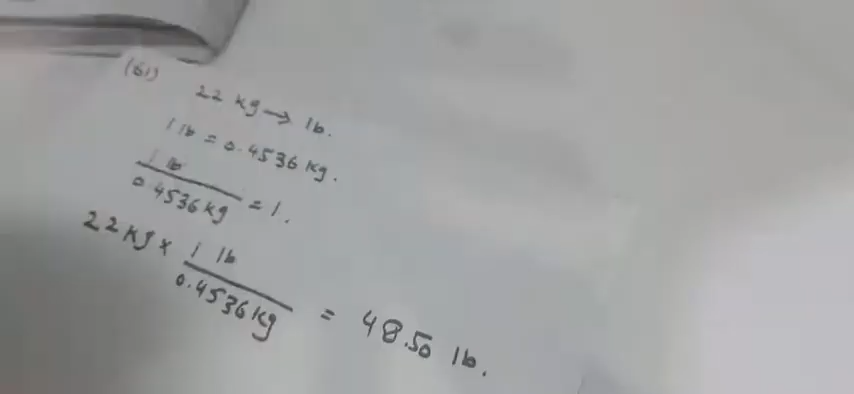 (61)
22 kg → lb.
1 lb = 0.4536 kg.
1 lb / 0.4536 kg = 1.
22 kg × 1 lb / 0.4536 kg = 48.50 lb.